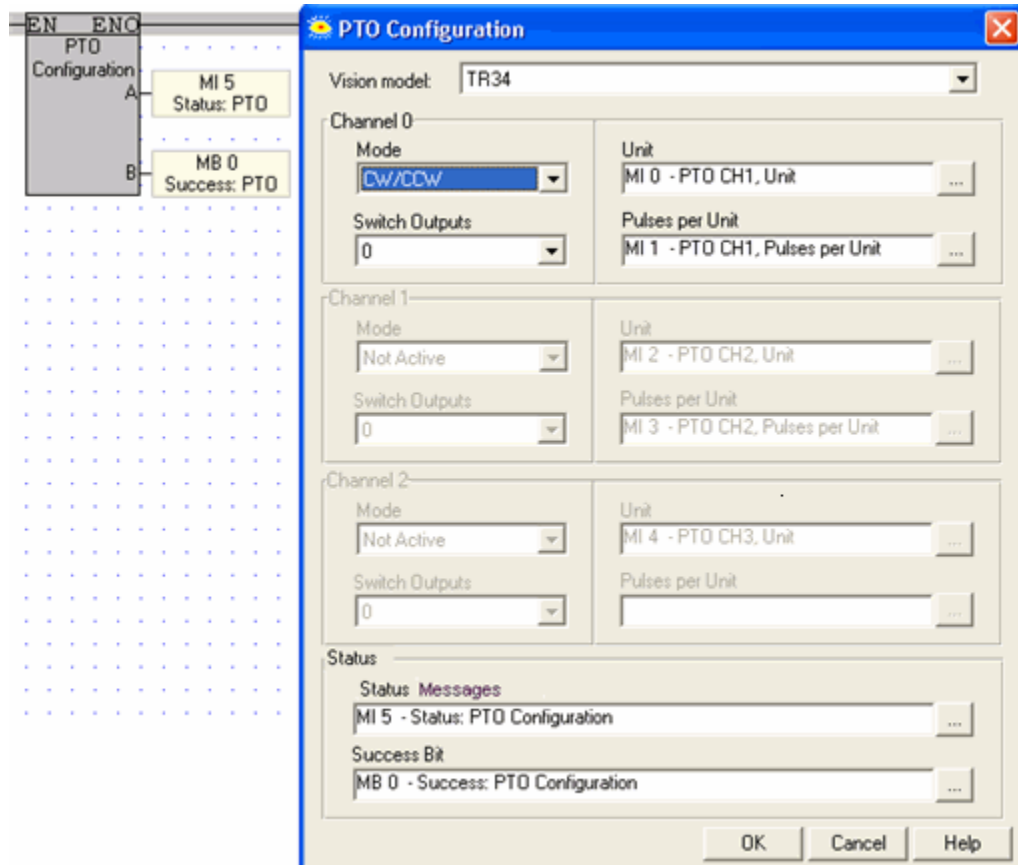 EN ENO
PTO
Configuration
A
MI 5
Status: PTO
B
MB 0
Success: PTO
PTO Configuration
Vision model: TR34
Channel 0
Mode
CW/CCW
Switch Outputs
0
Unit
MI 0 - PTO CH1, Unit ...
Pulses per Unit
MI 1 - PTO CH1, Pulses per Unit ...
Channel 1
Mode
Not Active
Switch Outputs
0
Unit
MI 2 - PTO CH2, Unit ...
Pulses per Unit
MI 3 - PTO CH2, Pulses per Unit ...
Channel 2
Mode
Not Active
Switch Outputs
0
Unit
MI 4 - PTO CH3, Unit ...
Pulses per Unit
...
Status
Status Messages
MI 5 - Status: PTO Configuration ...
Success Bit
MB 0 - Success: PTO Configuration ...
OK Cancel Help